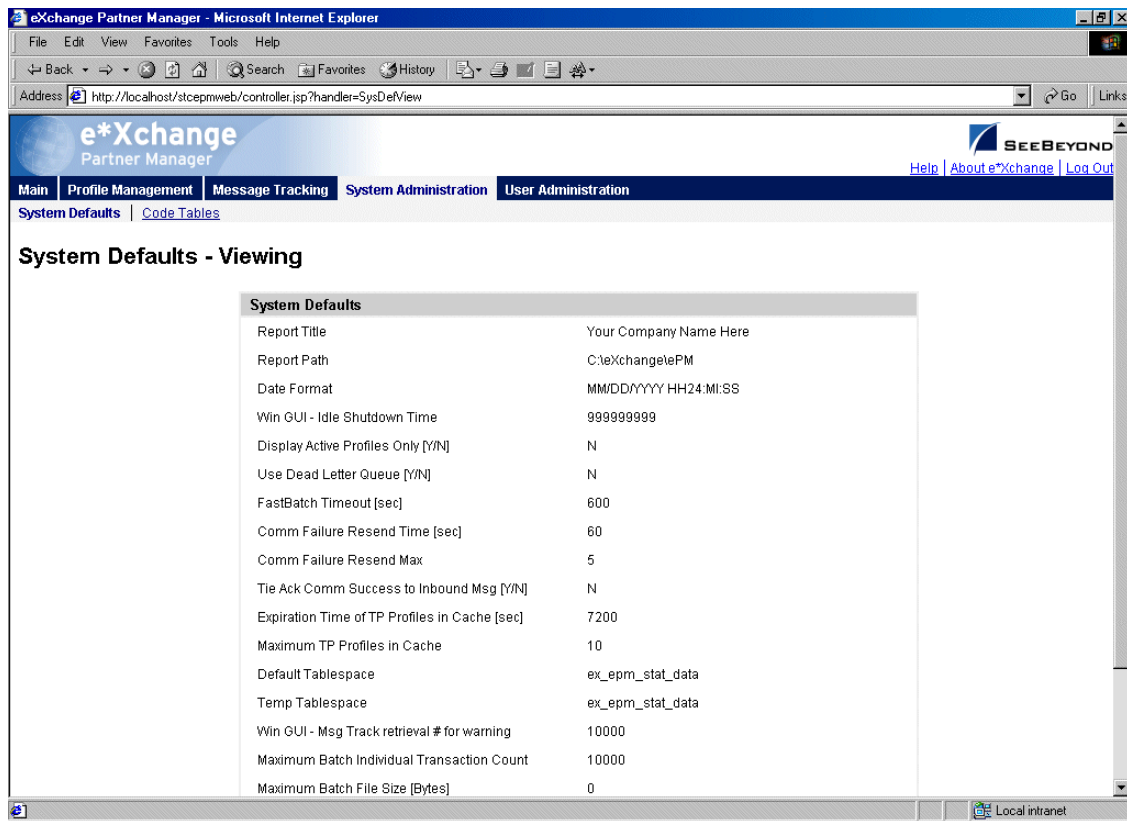 eXchange Partner Manager - Microsoft Internet Explorer
File Edit View Favorites Tools Help
Back Search Favorites History
Address http://localhost/stcepmweb/controller.jsp?handler=SysDefView Go Links
e*Xchange
Partner Manager
SEEBEYOND
Help | About e*Xchange | Log Out
Main Profile Management Message Tracking System Administration User Administration
System Defaults | Code Tables
System Defaults - Viewing
System Defaults
Report Title Your Company Name Here
Report Path C:\eXchange\ePM
Date Format MM/DD/YYYY HH24:MI:SS
Win GUI - Idle Shutdown Time 999999999
Display Active Profiles Only [Y/N] N
Use Dead Letter Queue [Y/N] N
FastBatch Timeout [sec] 600
Comm Failure Resend Time [sec] 60
Comm Failure Resend Max 5
Tie Ack Comm Success to Inbound Msg [Y/N] N
Expiration Time of TP Profiles in Cache [sec] 7200
Maximum TP Profiles in Cache 10
Default Tablespace ex_epm_stat_data
Temp Tablespace ex_epm_stat_data
Win GUI - Msg Track retrieval # for warning 10000
Maximum Batch Individual Transaction Count 10000
Maximum Batch File Size [Bytes] 0
Local intranet